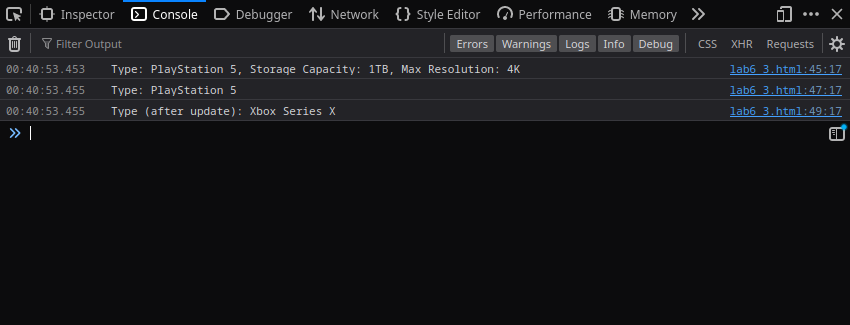 Inspector Console Debugger Network Style Editor Performance Memory
Filter Output Errors Warnings Logs Info Debug CSS XHR Requests
00:40:53.453 Type: PlayStation 5, Storage Capacity: 1TB, Max Resolution: 4K lab6_3.html:45:17
00:40:53.455 Type: PlayStation 5 lab6_3.html:47:17
00:40:53.455 Type (after update): Xbox Series X lab6_3.html:49:17